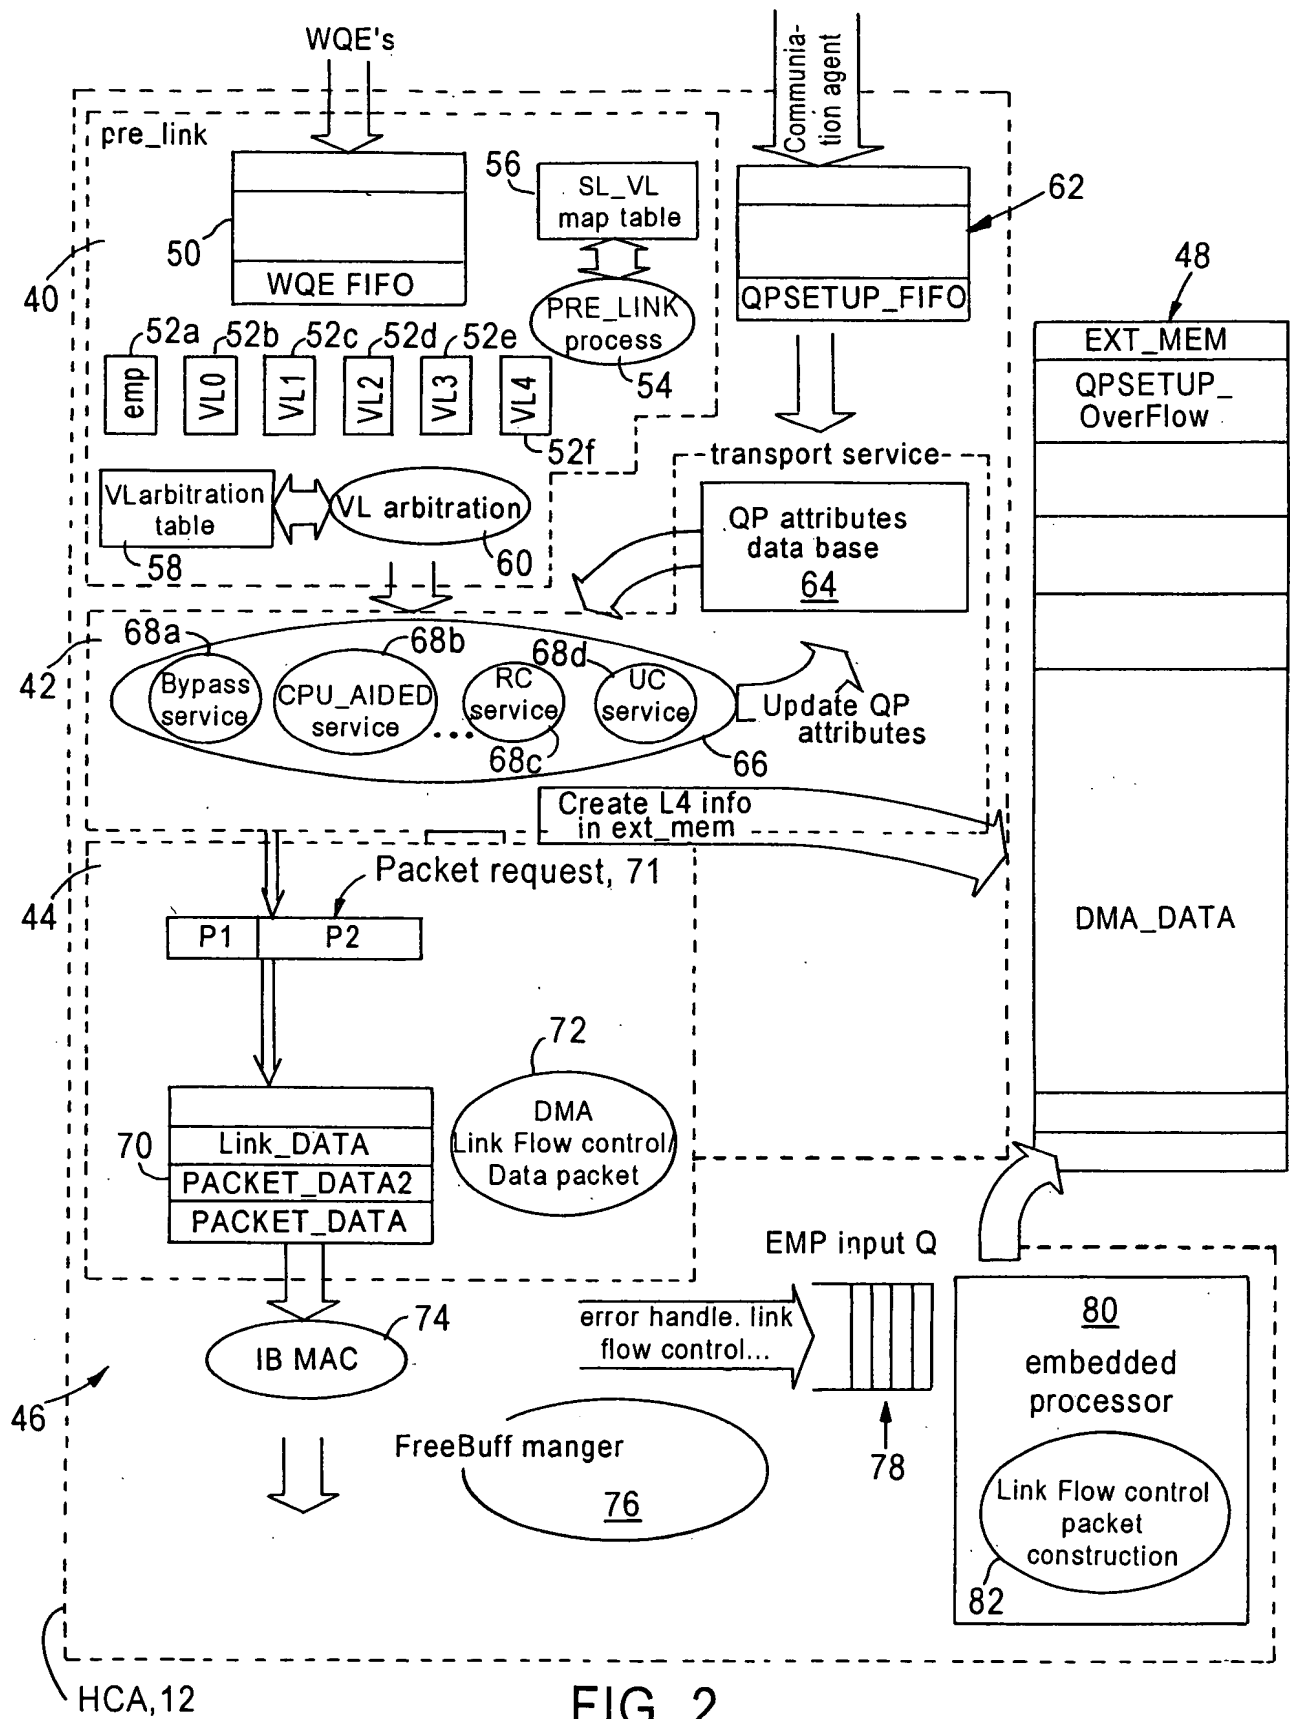 WQE's
Communia-
tion agent
pre_link
56
SL_VL
map table
62
50
40
WQE FIFO
PRE_LINK
process
54
QPSETUP_FIFO
48
52a
52b
52c
52d
52e
emp
VL0
VL1
VL2
VL3
VL4
52f
EXT_MEM
QPSETUP_
OverFlow
transport service
VLarbitration
table
58
VL arbitration
60
QP attributes
data base
64
68a
68b
68d
42
Bypass
service
CPU_AIDED
service
...
RC
service
68c
UC
service
66
Update QP
attributes
Create L4 info
in ext_mem
44
Packet request, 71
P1
P2
DMA_DATA
72
DMA
Link Flow control/
Data packet
70
Link_DATA
PACKET_DATA2
PACKET_DATA
EMP input Q
74
IB MAC
error handle. link
flow control...
78
46
FreeBuff manger
76
80
embedded
processor
Link Flow control
packet
construction
82
HCA,12
FIG. 2